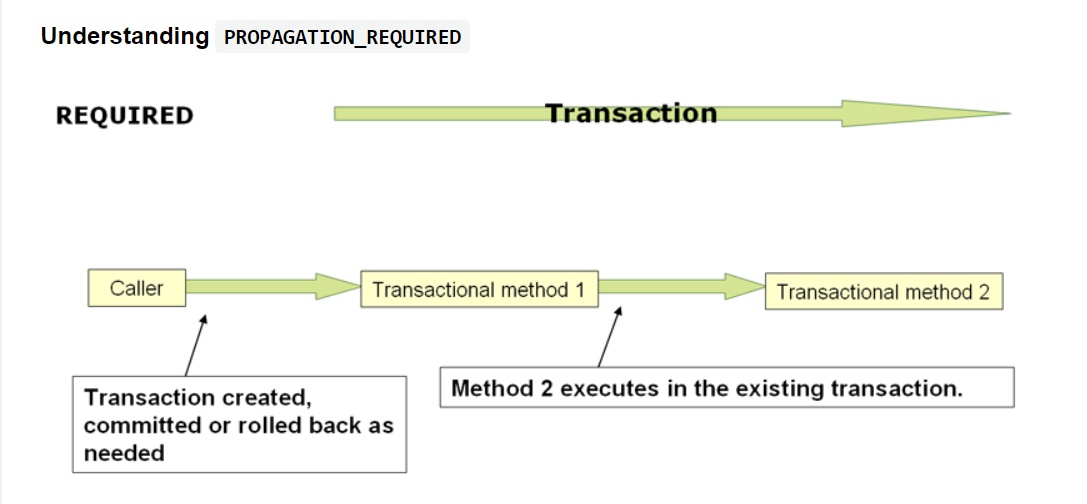 Understanding PROPAGATION_REQUIRED
REQUIRED
Transaction
Caller
Transactional method 1
Transactional method 2
Transaction created,
committed or rolled back as
needed
Method 2 executes in the existing transaction.